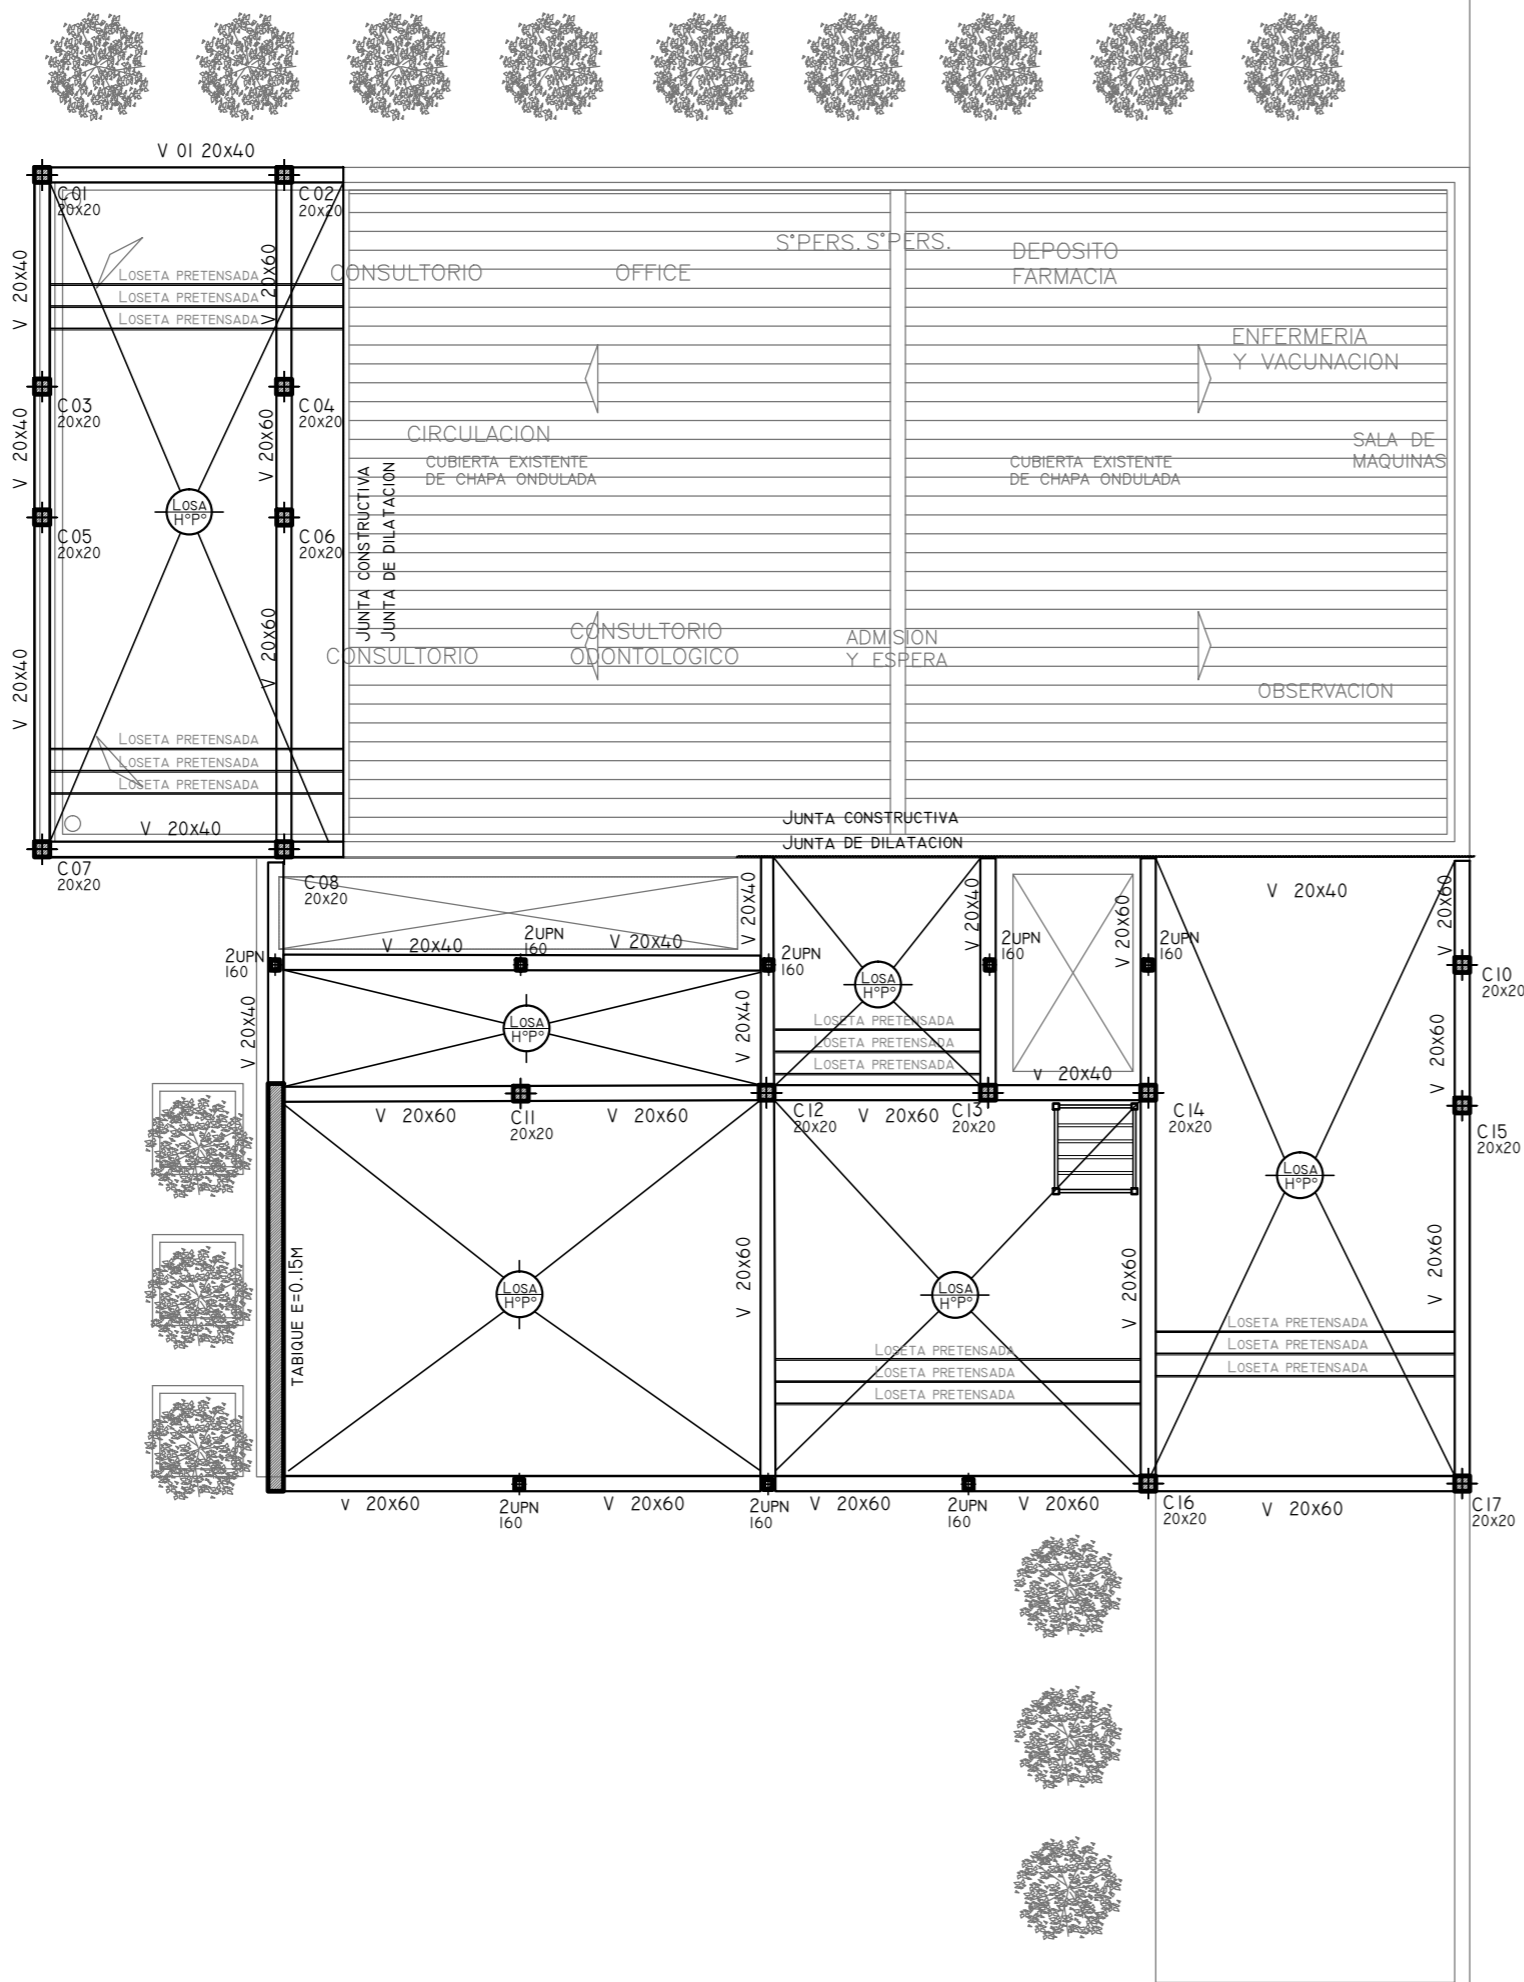 V 01 20x40
C01
20x20
C02
20x20
V 20x40
V 20x60
LOSETA PRETENSADA
LOSETA PRETENSADA
LOSETA PRETENSADA
CONSULTORIO
OFFICE
S°PERS. S°PERS.
DEPOSITO
FARMACIA
ENFERMERIA
Y VACUNACION
C03
20x20
C04
20x20
V 20x40
V 20x60
CIRCULACION
CUBIERTA EXISTENTE
DE CHAPA ONDULADA
CUBIERTA EXISTENTE
DE CHAPA ONDULADA
SALA DE
MAQUINAS
LOSA
H°P°
C05
20x20
C06
20x20
JUNTA CONSTRUCTIVA
JUNTA DE DILATACION
V 20x40
V 20x60
CONSULTORIO
CONSULTORIO
ODONTOLOGICO
ADMISION
Y ESPERA
OBSERVACION
LOSETA PRETENSADA
LOSETA PRETENSADA
LOSETA PRETENSADA
V 20x40
JUNTA CONSTRUCTIVA
JUNTA DE DILATACION
C07
20x20
C08
20x20
V 20x40
V 20x40
V 20x60
V 20x40
V 20x60
V 20x40
V 20x40
2UPN
160
2UPN
160
2UPN
160
2UPN
160
2UPN
160
C10
20x20
LOSA
H°P°
LOSA
H°P°
V 20x40
V 20x40
LOSETA PRETENSADA
LOSETA PRETENSADA
LOSETA PRETENSADA
V 20x60
V 20x40
V 20x60
C11
20x20
V 20x60
C12
20x20
V 20x60
C13
20x20
C14
20x20
C15
20x20
LOSA
H°P°
TABIQUE E=0.15M
LOSA
H°P°
V 20x60
LOSA
H°P°
V 20x60
V 20x60
LOSETA PRETENSADA
LOSETA PRETENSADA
LOSETA PRETENSADA
LOSETA PRETENSADA
LOSETA PRETENSADA
LOSETA PRETENSADA
V 20x60
2UPN
160
V 20x60
2UPN
160
V 20x60
2UPN
160
V 20x60
C16
20x20
V 20x60
C17
20x20